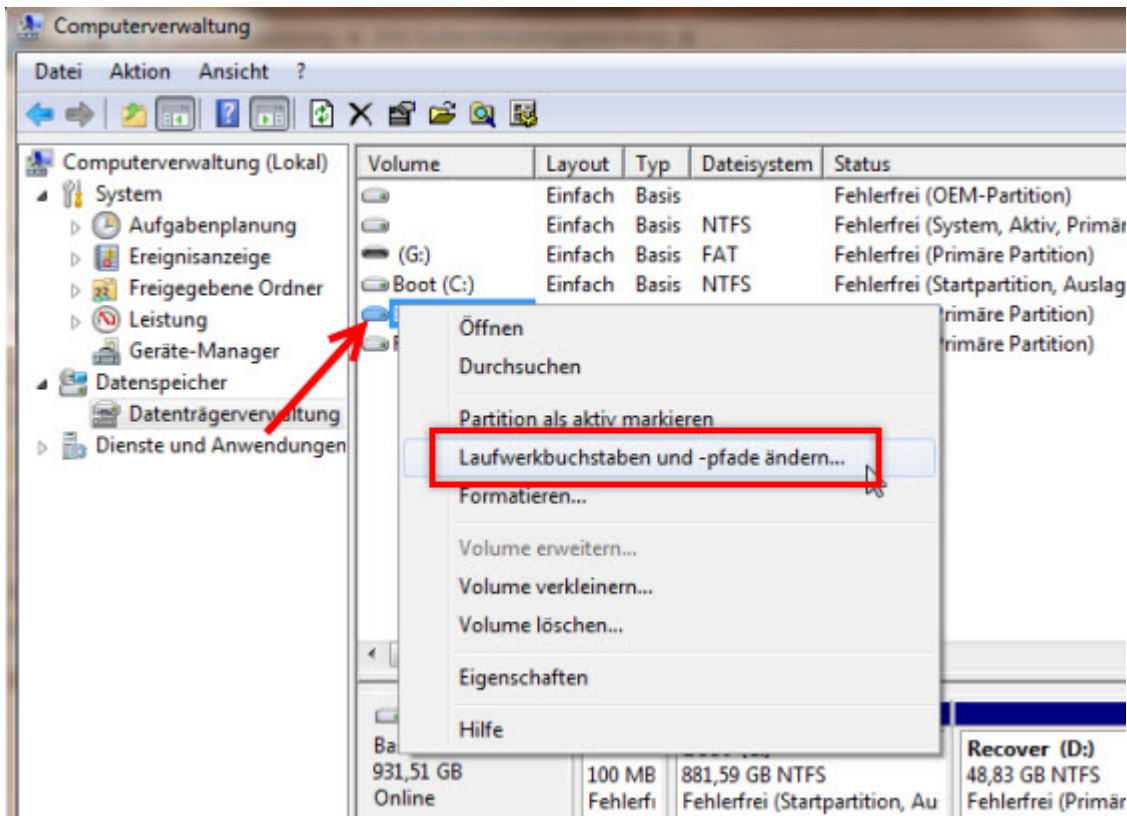 Computerverwaltung
Datei Aktion Ansicht ?
Computerverwaltung (Lokal)
System
Aufgabenplanung
Ereignisanzeige
Freigegebene Ordner
Leistung
Geräte-Manager
Datenspeicher
Datenträgerverwaltung
Dienste und Anwendungen
Volume Layout Typ Dateisystem Status
Einfach Basis Fehlerfrei (OEM-Partition)
Einfach Basis NTFS Fehlerfrei (System, Aktiv, Primär
(G:) Einfach Basis FAT Fehlerfrei (Primäre Partition)
Boot (C:) Einfach Basis NTFS Fehlerfrei (Startpartition, Auslag
rimäre Partition)
rimäre Partition)
Öffnen
Durchsuchen
Partition als aktiv markieren
Laufwerkbuchstaben und -pfade ändern...
Formatieren...
Volume erweitern...
Volume verkleinern...
Volume löschen...
Eigenschaften
Hilfe
Ba
931,51 GB
Online
100 MB
Fehlerfr
881,59 GB NTFS
Fehlerfrei (Startpartition, Au
Recover (D:)
48,83 GB NTFS
Fehlerfrei (Primär